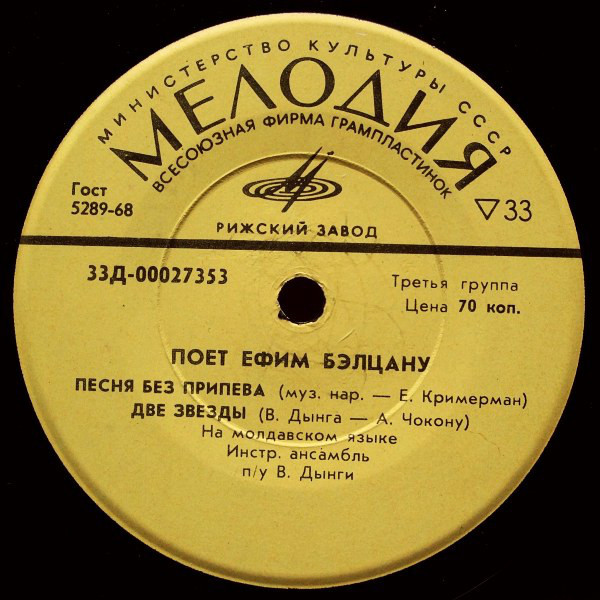 МИНИСТЕРСТВО КУЛЬТУРЫ СССР
МЕЛОДИЯ
ВСЕСОЮЗНАЯ ФИРМА ГРАМПЛАСТИНОК
Гост
5289-68
33
РИЖСКИЙ ЗАВОД
33Д-00027353
Третья группа
Цена 70 коп.
ПОЕТ ЕФИМ БЭЛЦАНУ
ПЕСНЯ БЕЗ ПРИПЕВА (муз. нар. — Е. Кримерман)
ДВЕ ЗВЕЗДЫ (В. Дынга — А. Чокону)
На молдавском языке
Инстр. ансамбль
п/у В. Дынги